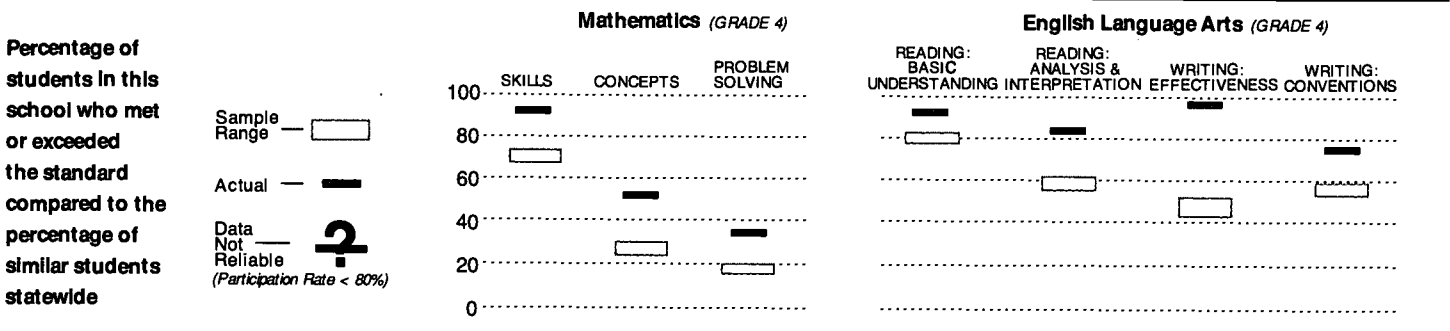 Percentage of
students in this
school who met
or exceeded
the standard
compared to the
percentage of
similar students
statewide
Sample
Range
Actual
Data
Not
Reliable
?
(Participation Rate < 80%)
Mathematics (GRADE 4)
SKILLS
CONCEPTS
PROBLEM
SOLVING
100
80
60
40
20
0
English Language Arts (GRADE 4)
READING:
BASIC
UNDERSTANDING
READING:
ANALYSIS &
INTERPRETATION
WRITING:
EFFECTIVENESS
WRITING:
CONVENTIONS